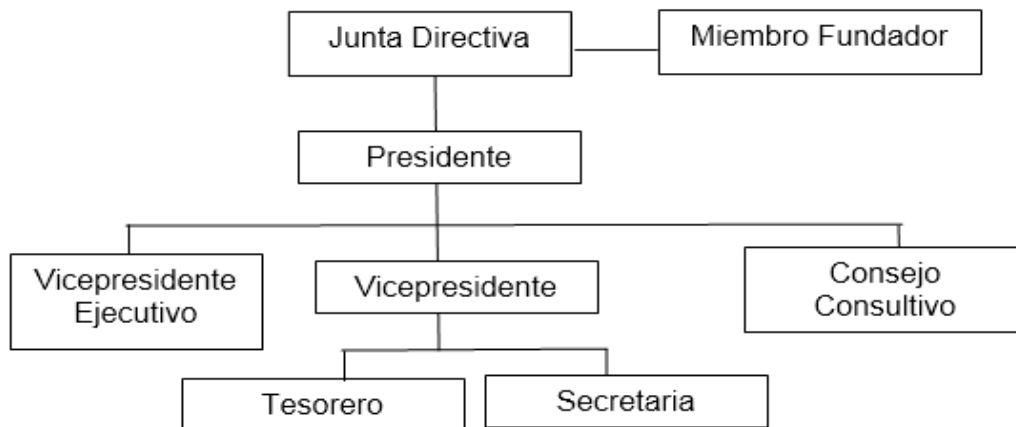 Junta Directiva
Miembro Fundador
Presidente
Vicepresidente
Ejecutivo
Vicepresidente
Consejo
Consultivo
Tesorero
Secretaria